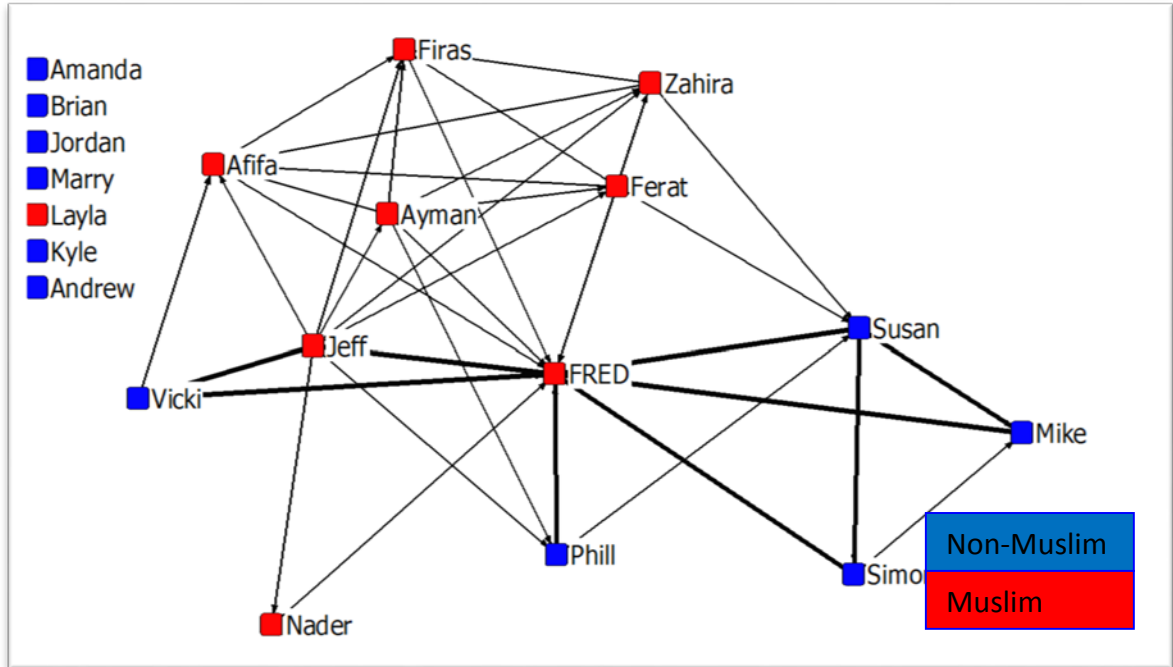 Amanda
Brian
Jordan
Marry
Layla
Kyle
Andrew
Firas
Zahira
Afifa
Ferat
Ayman
Susan
Jeff
FRED
Vicki
Mike
Phill
Simo
Nader
Non-Muslim
Muslim